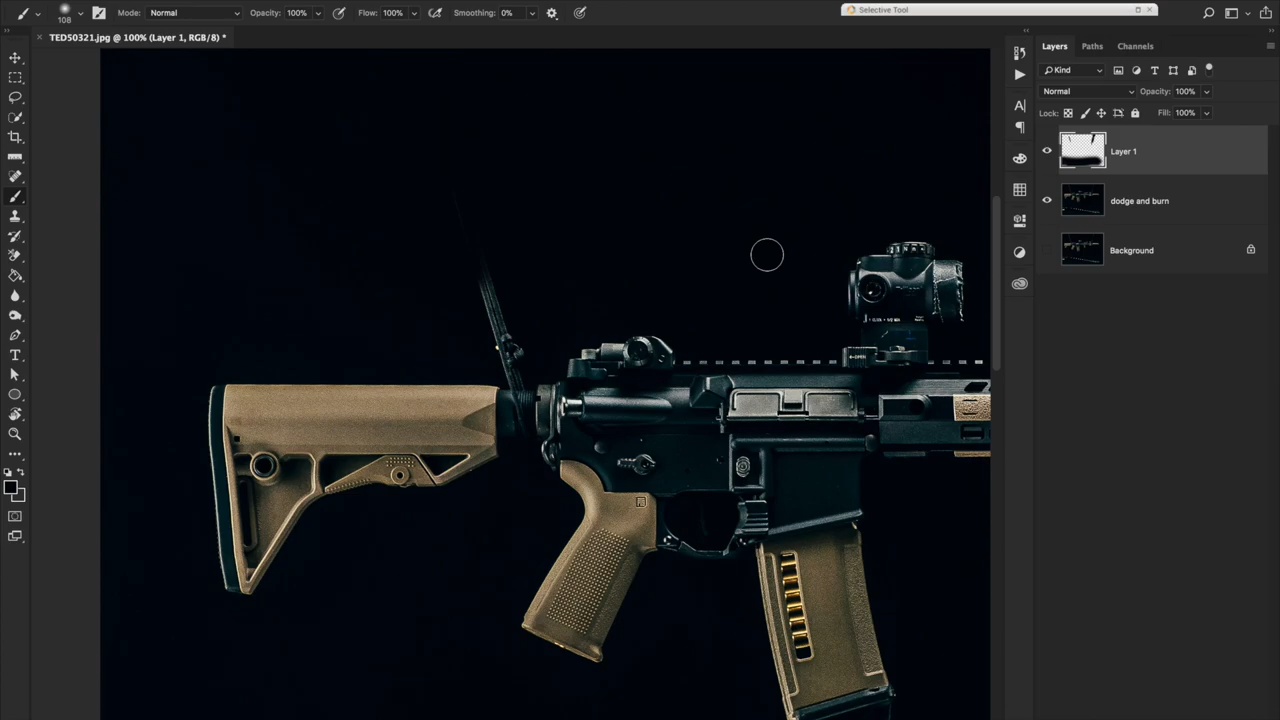 108
Mode: Normal
Opacity: 100%
Flow: 100%
Smoothing: 0%
Selective Tool
TED50321.jpg @ 100% (Layer 1, RGB/8) *
Layers
Paths
Channels
Kind
Normal
Opacity: 100%
Lock:
Fill: 100%
Layer 1
dodge and burn
Background